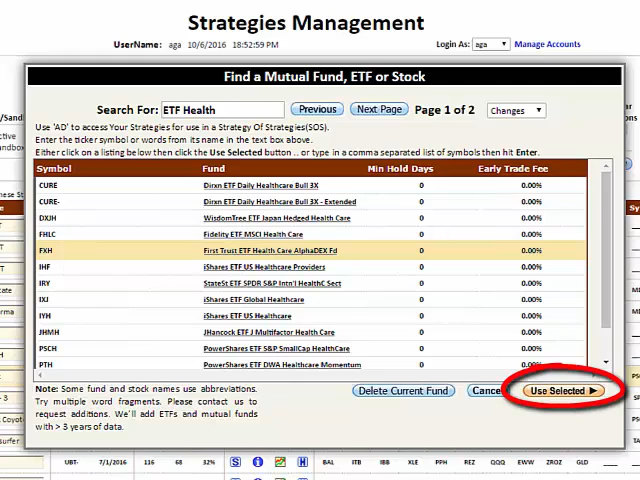 Strategies Management
UserName: aga 10/6/2016 18:52:59 PM Login As: aga Manage Accounts
Find a Mutual Fund, ETF or Stock
Search For: ETF Health Previous Next Page Page 1 of 2 Changes
Use 'AD' to access Your Strategies for use in a Strategy Of Strategies(SOS).
Enter the ticker symbol or words from its name in the text box above.
Either click on a listing below then click the Use Selected button .. or type in a comma separated list of symbols then hit Enter.
Symbol Fund Min Hold Days Early Trade Fee
CURE Dirxn ETF Daily Healthcare Bull 3X 0 0.00%
CURE- Dirxn ETF Daily Healthcare Bull 3X - Extended 0 0.00%
DXJH WisdomTree ETF Japan Hedged Health Care 0 0.00%
FHLC Fidelity ETF MSCI Health Care 0 0.00%
FXH First Trust ETF Health Care AlphaDEX Fd 0 0.00%
IHF iShares ETF US Healthcare Providers 0 0.00%
IRY StateSt ETF SPDR S&P Int'l HealthC Sect 0 0.00%
IXJ iShares ETF Global Healthcare 0 0.00%
IYH iShares ETF US Healthcare 0 0.00%
JHMH JHancock ETF J Multifactor Health Care 0 0.00%
PSCH PowerShares ETF S&P SmallCap HealthCare 0 0.00%
PTH PowerShares ETF DWA Healthcare Momentum 0 0.00%
Note: Some fund and stock names use abbreviations.
Try multiple word fragments. Please contact us to
request additions. We'll add ETFs and mutual funds
with > 3 years of data.
Delete Current Fund Cance Use Selected
UBT- 7/1/2016 116 68 32% S i H BAL ITB IBB XLE PPH REZ QQQ EWW ZROZ GLD